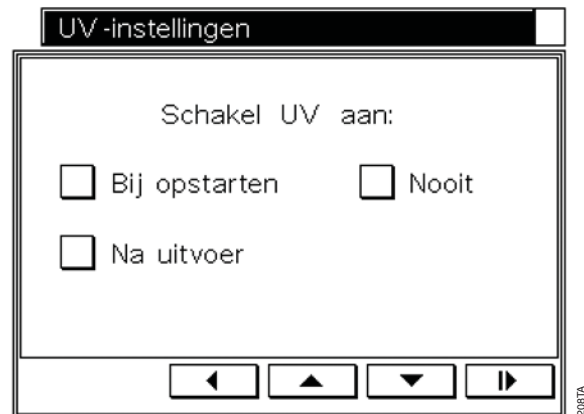 UV-instellingen
Schakel UV aan:
Bij opstarten
Nooit
Na uitvoer